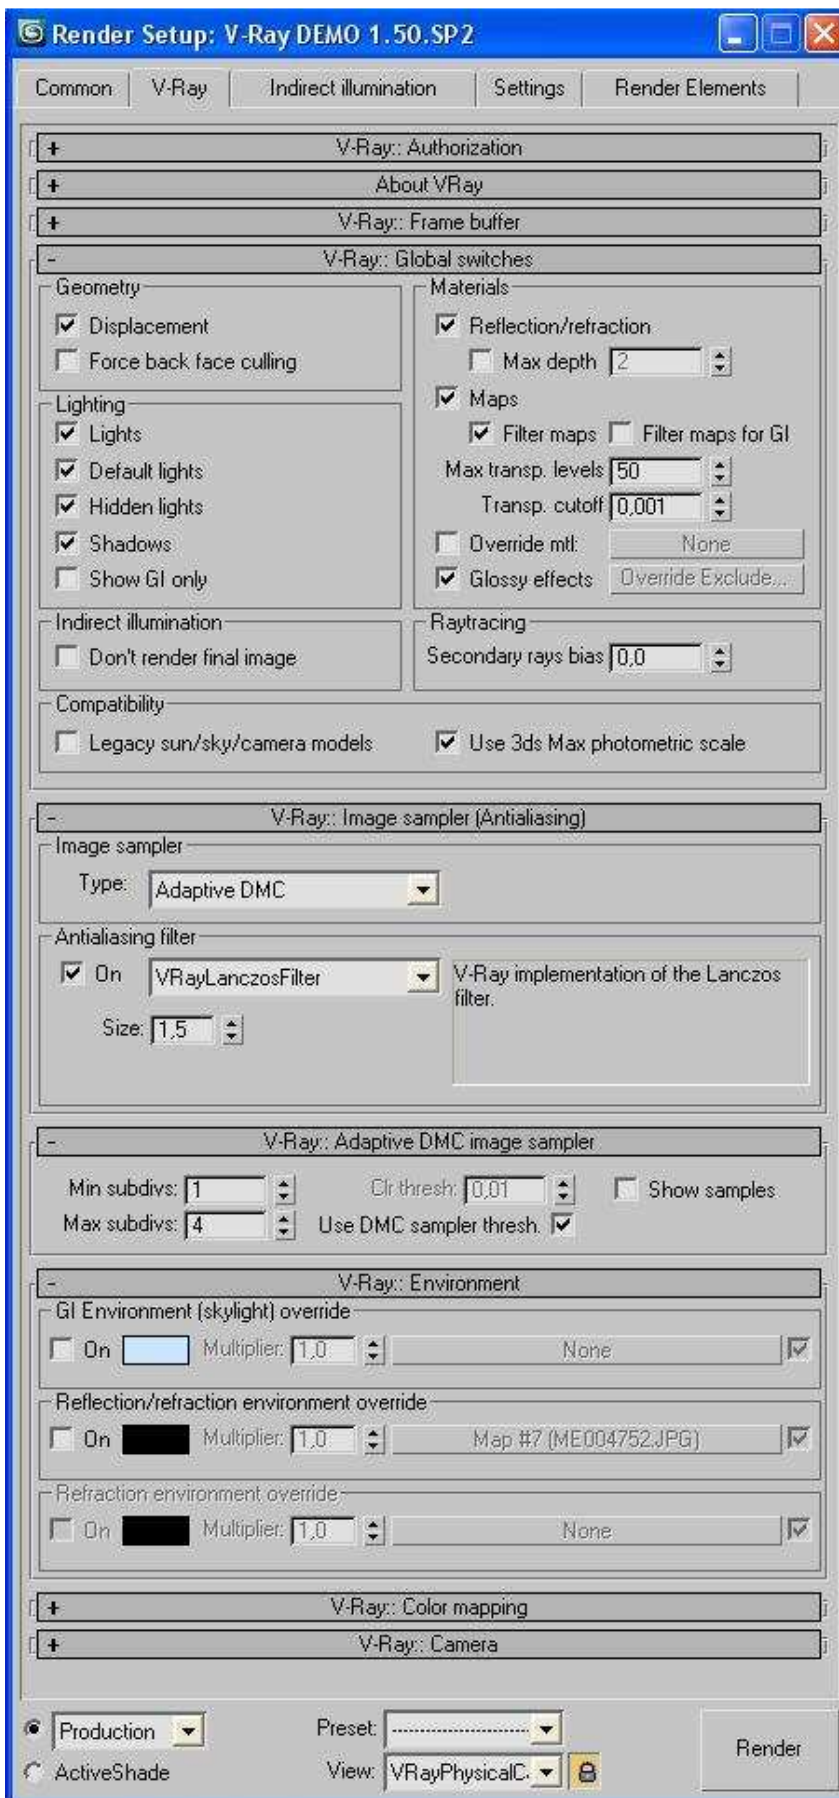 Render Setup: V-Ray DEMO 1.50.SP2
Common V-Ray Indirect illumination Settings Render Elements
+ V-Ray:: Authorization
+ About VRay
+ V-Ray:: Frame buffer
- V-Ray:: Global switches
Geometry
Displacement
Force back face culling
Lighting
Lights
Default lights
Hidden lights
Shadows
Show GI only
Indirect illumination
Don't render final image
Materials
Reflection/refraction
Max depth 2
Maps
Filter maps Filter maps for GI
Max transp. levels 50
Transp. cutoff 0,001
Override mtl: None
Glossy effects Override Exclude...
Raytracing
Secondary rays bias 0,0
Compatibility
Legacy sun/sky/camera models Use 3ds Max photometric scale
- V-Ray:: Image sampler (Antialiasing)
Image sampler
Type: Adaptive DMC
Antialiasing filter
On VRayLanczosFilter
Size: 1,5
V-Ray implementation of the Lanczos
filter.
- V-Ray:: Adaptive DMC image sampler
Min subdivs: 1 Clr thresh: 0,01 Show samples
Max subdivs: 4 Use DMC sampler thresh.
- V-Ray:: Environment
GI Environment (skylight) override
On Multiplier: 1,0 None
Reflection/refraction environment override
On Multiplier: 1,0 Map #7 (ME004752.JPG)
Refraction environment override
On Multiplier: 1,0 None
+ V-Ray:: Color mapping
+ V-Ray:: Camera
Production Preset: -----------------------
ActiveShade View: VRayPhysicalC
Render